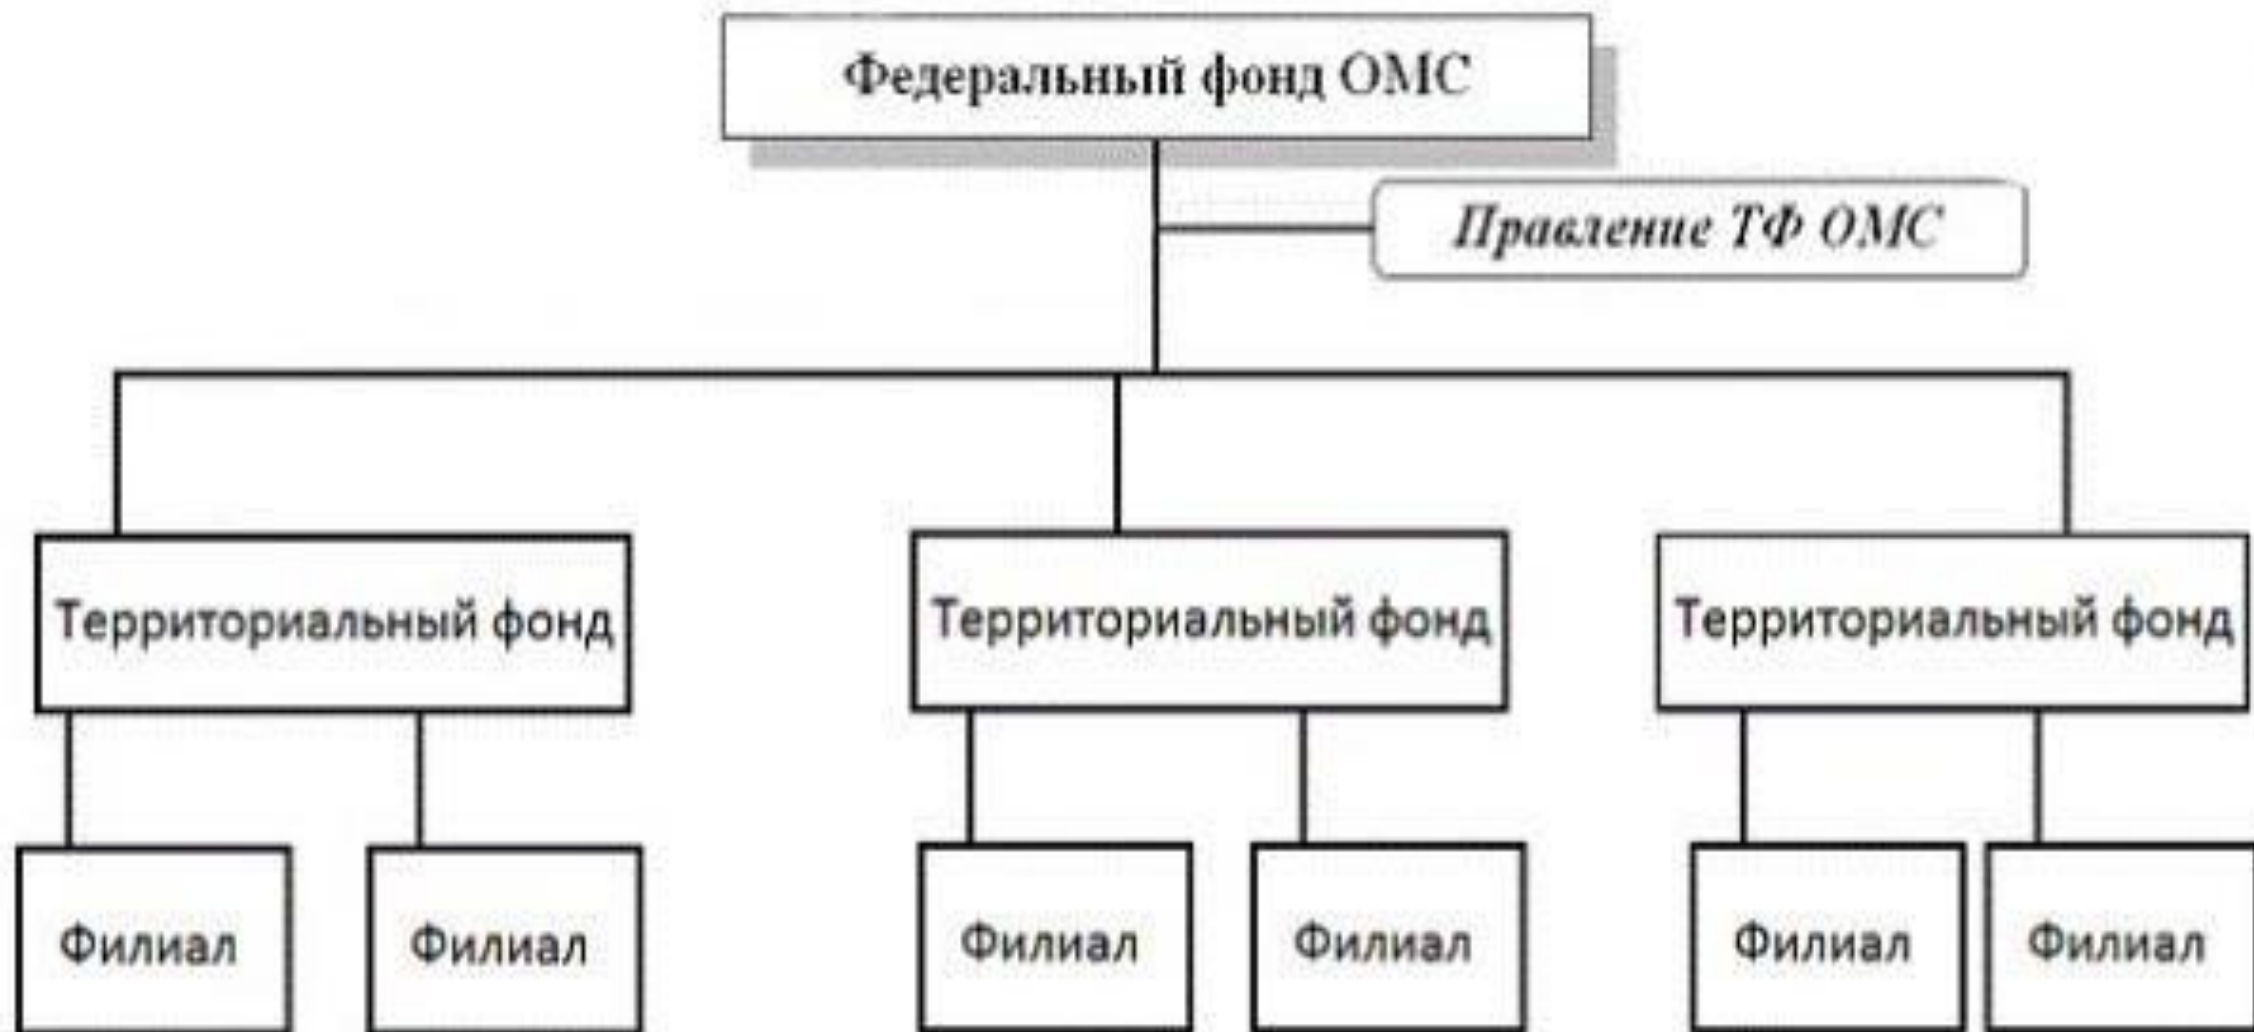 Федеральный фонд ОМС
Правление ТФ ОМС
Территориальный фонд
Территориальный фонд
Территориальный фонд
Филиал
Филиал
Филиал
Филиал
Филиал
Филиал